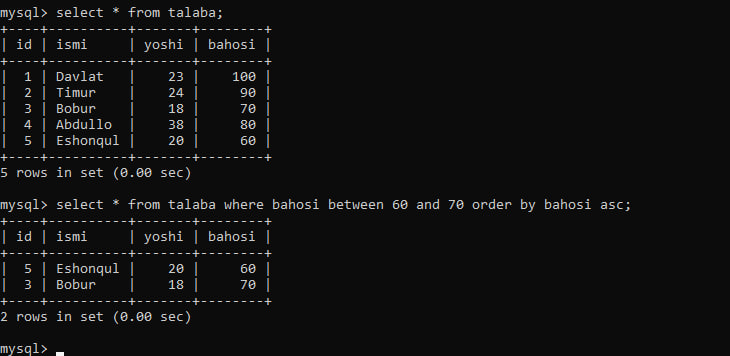 mysql> select * from talaba;
+----+----------+-------+--------+
| id | ismi     | yoshi | bahosi |
+----+----------+-------+--------+
|  1 | Davlat   |    23 |    100 |
|  2 | Timur    |    24 |     90 |
|  3 | Bobur    |    18 |     70 |
|  4 | Abdullo  |    38 |     80 |
|  5 | Eshonqul |    20 |     60 |
+----+----------+-------+--------+
5 rows in set (0.00 sec)
mysql> select * from talaba where bahosi between 60 and 70 order by bahosi asc;
+----+----------+-------+--------+
| id | ismi     | yoshi | bahosi |
+----+----------+-------+--------+
|  5 | Eshonqul |    20 |     60 |
|  3 | Bobur    |    18 |     70 |
+----+----------+-------+--------+
2 rows in set (0.00 sec)
mysql>